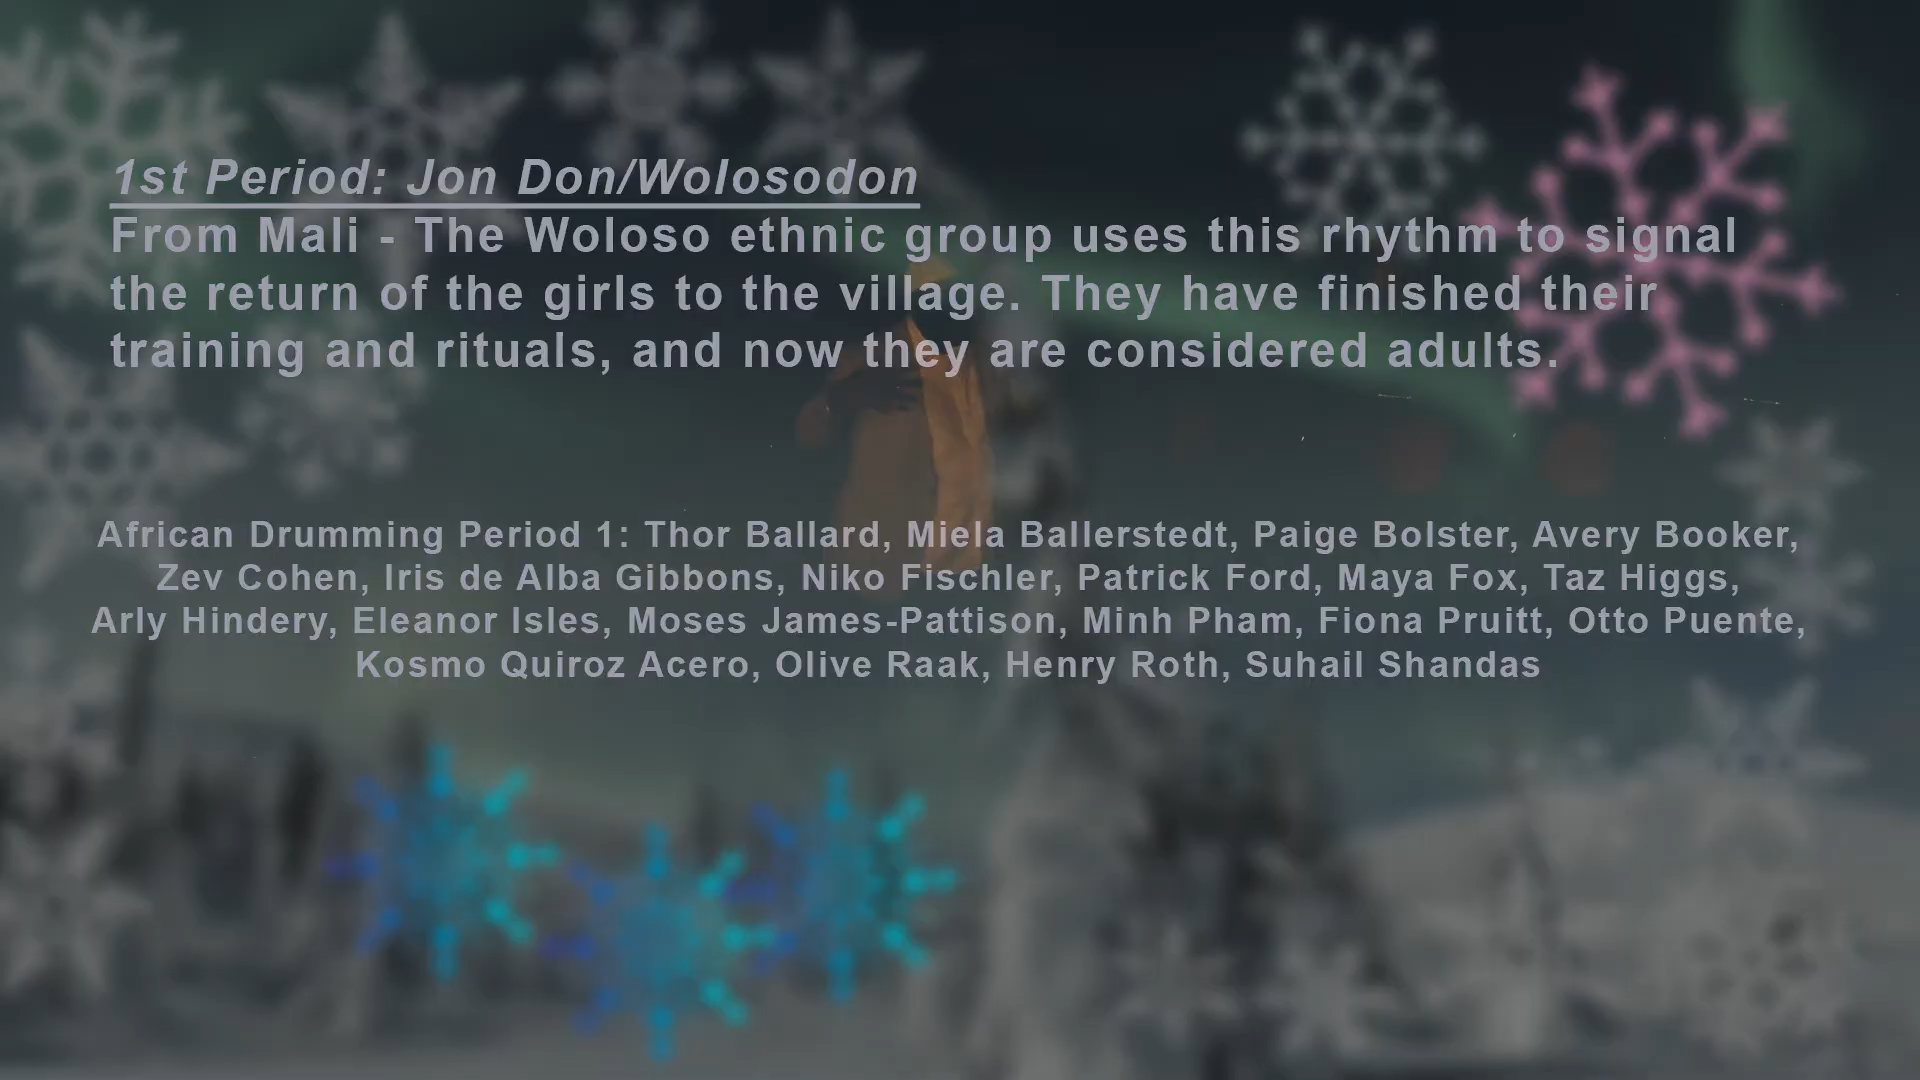 1st Period: Jon Don/Wolosodon
From Mali - The Woloso ethnic group uses this rhythm to signal
the return of the girls to the village. They have finished their
training and rituals, and now they are considered adults.
African Drumming Period 1: Thor Ballard, Miela Ballerstedt, Paige Bolster, Avery Booker,
Zev Cohen, Iris de Alba Gibbons, Niko Fischler, Patrick Ford, Maya Fox, Taz Higgs,
Arly Hindery, Eleanor Isles, Moses James-Pattison, Minh Pham, Fiona Pruitt, Otto Puente,
Kosmo Quiroz Acero, Olive Raak, Henry Roth, Suhail Shandas